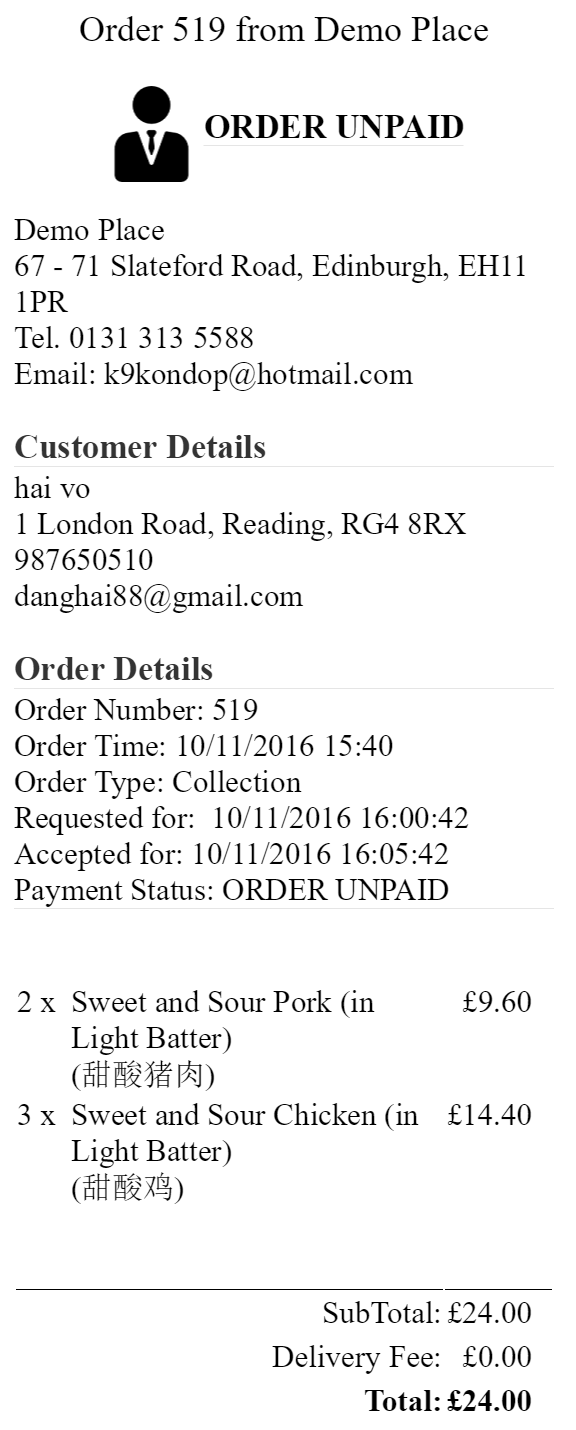 Order 519 from Demo Place
ORDER UNPAID
Demo Place
67 - 71 Slateford Road, Edinburgh, EH11
1PR
Tel. 0131 313 5588
Email: k9kondop@hotmail.com
Customer Details
hai vo
1 London Road, Reading, RG4 8RX
987650510
danghai88@gmail.com
Order Details
Order Number: 519
Order Time: 10/11/2016 15:40
Order Type: Collection
Requested for:  10/11/2016 16:00:42
Accepted for: 10/11/2016 16:05:42
Payment Status: ORDER UNPAID
2 x Sweet and Sour Pork (in £9.60
Light Batter)
(甜酸猪肉)
3 x Sweet and Sour Chicken (in £14.40
Light Batter)
(甜酸鸡)
SubTotal: £24.00
Delivery Fee: £0.00
Total: £24.00